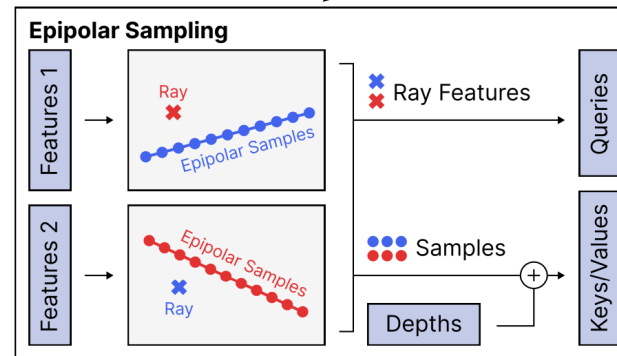 Epipolar Sampling
Features 1
Ray
Epipolar Samples
Ray Features
Queries
Features 2
Epipolar Samples
Ray
Samples
Depths
+
Keys/Values